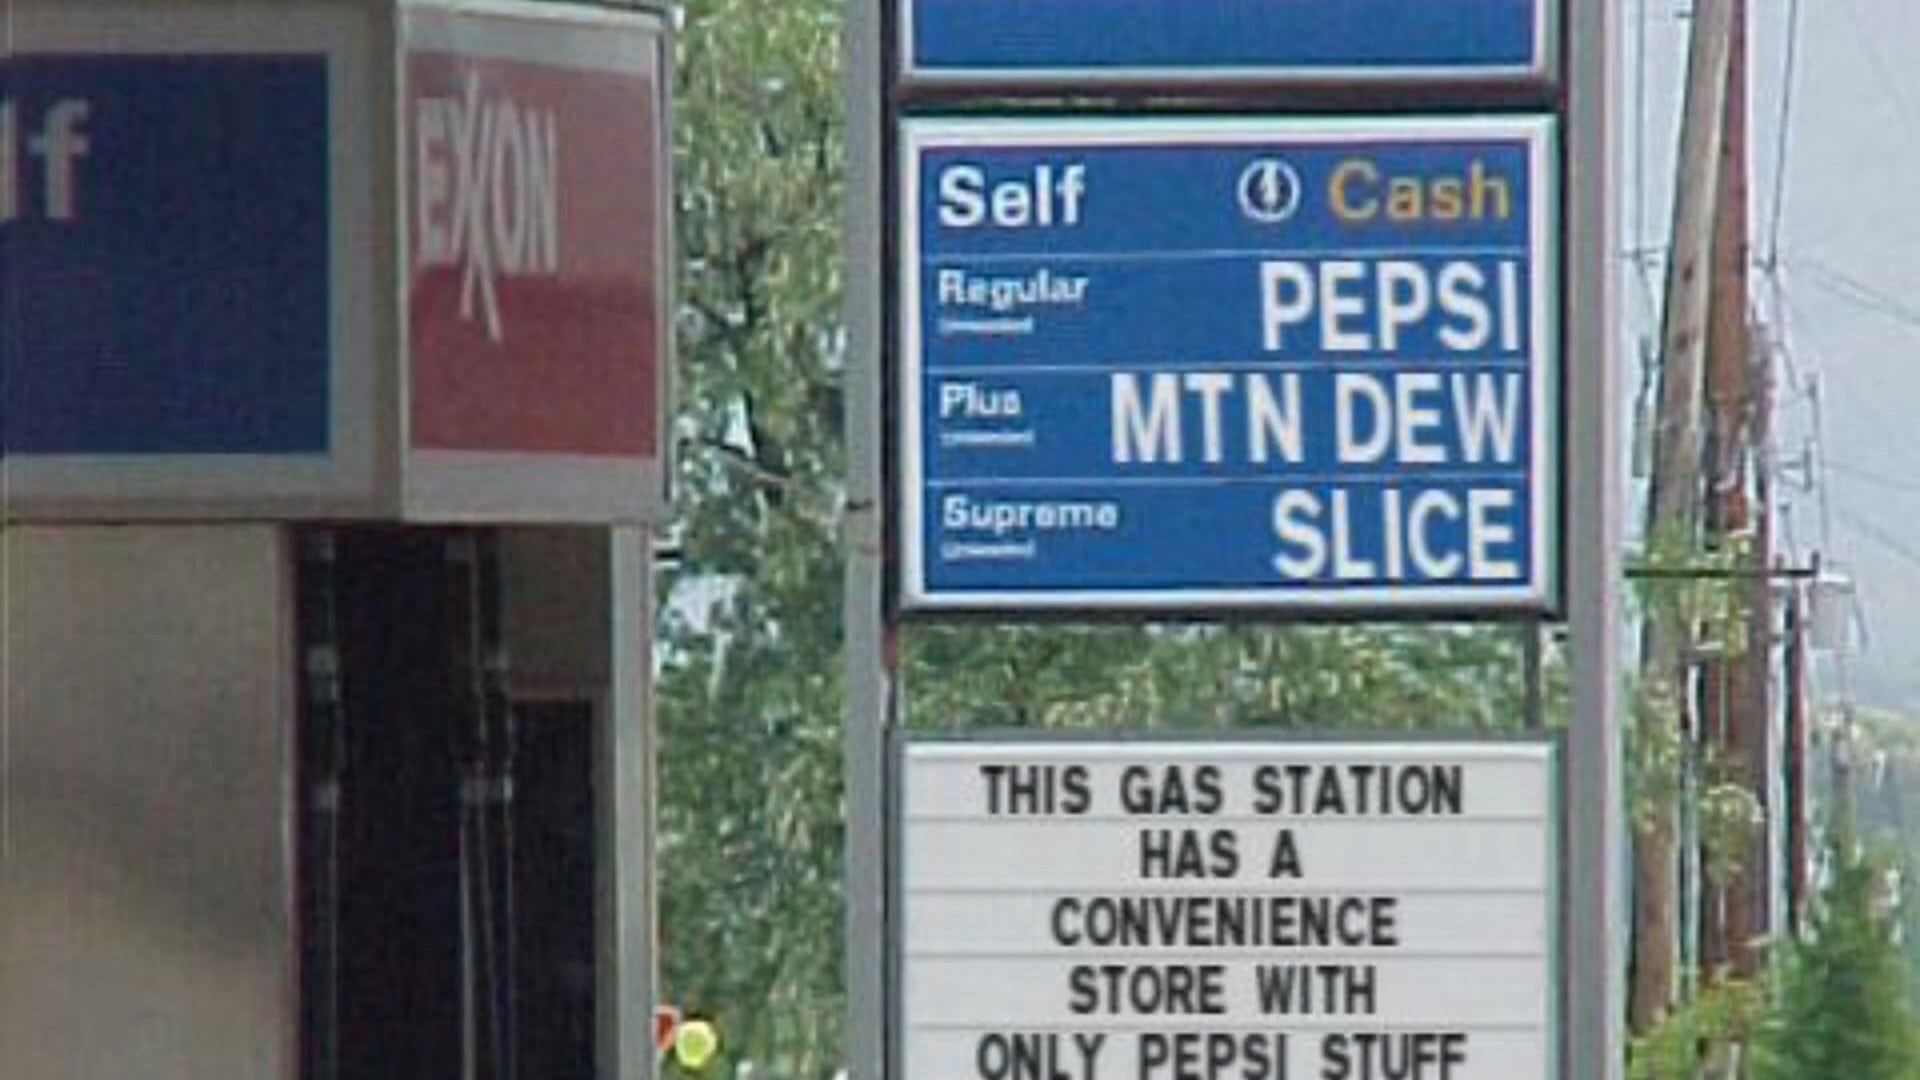 lf
EXXON
Self Cash
Regular PEPSI
Plus MTN DEW
Supreme SLICE
THIS GAS STATION
HAS A
CONVENIENCE
STORE WITH
ONLY PEPSI STUFF